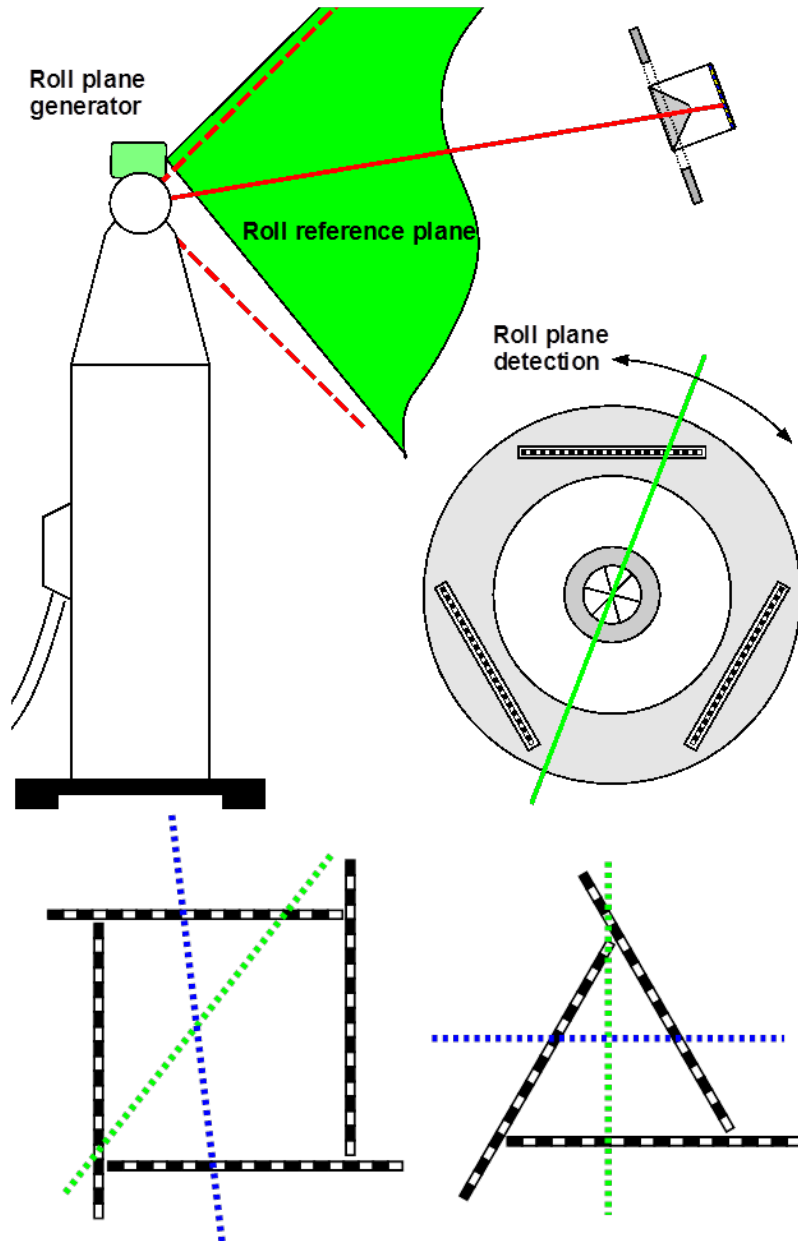 Roll plane
generator
Roll reference plane
Roll plane
detection